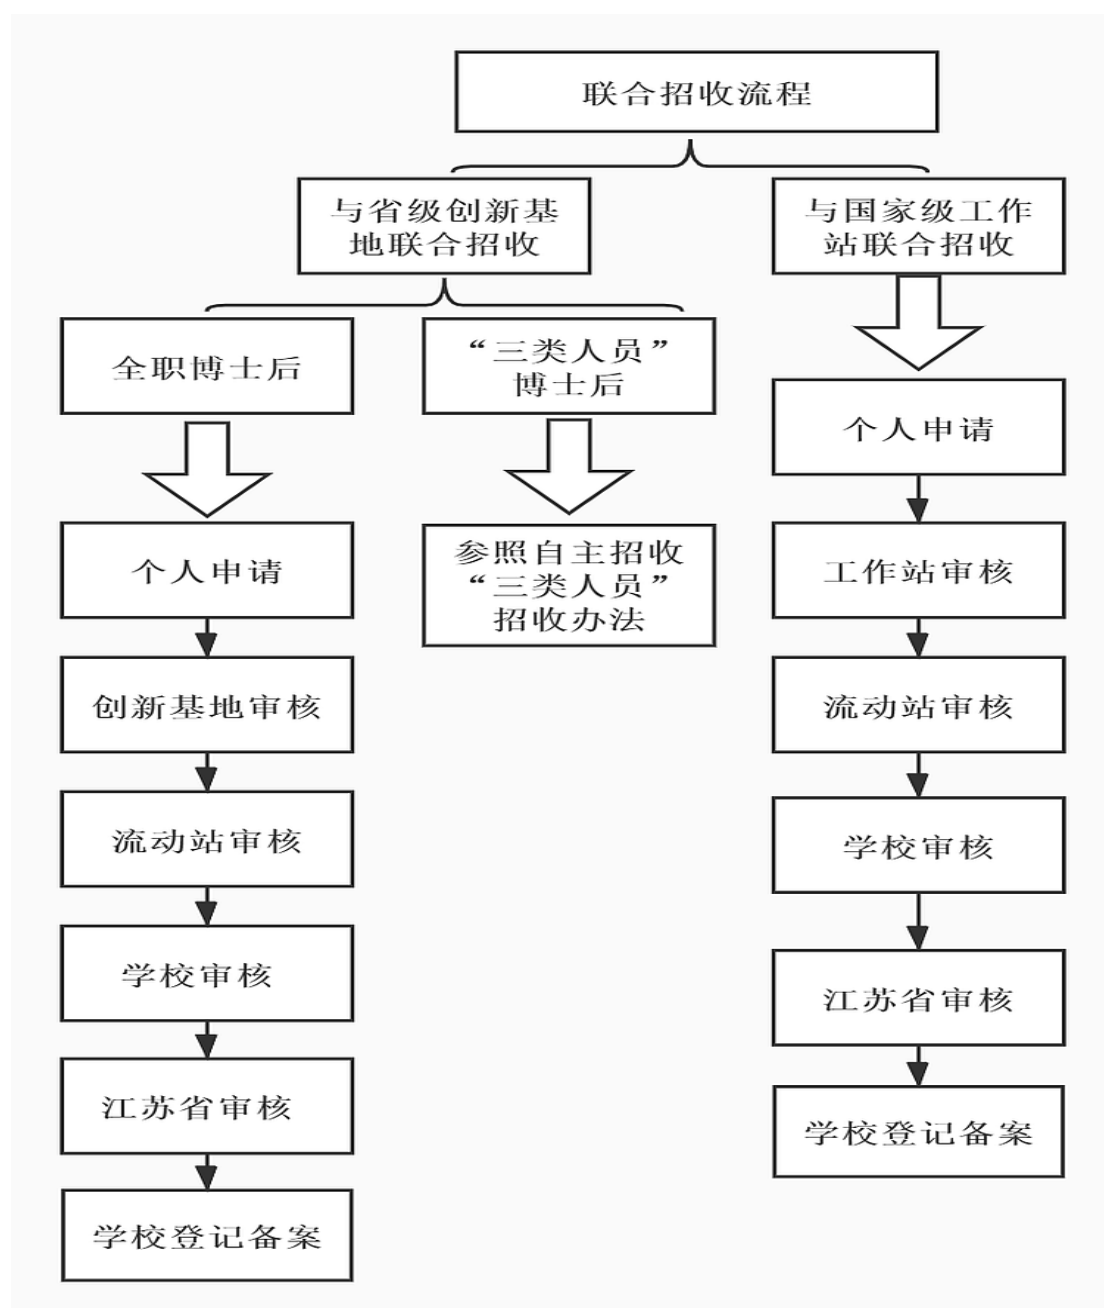 联合招收流程
与省级创新基
地联合招收
与国家级工作
站联合招收
全职博士后
“三类人员”
博士后
个人申请
创新基地审核
流动站审核
学校审核
江苏省审核
学校登记备案
参照自主招收
“三类人员”
招收办法
个人申请
工作站审核
流动站审核
学校审核
江苏省审核
学校登记备案